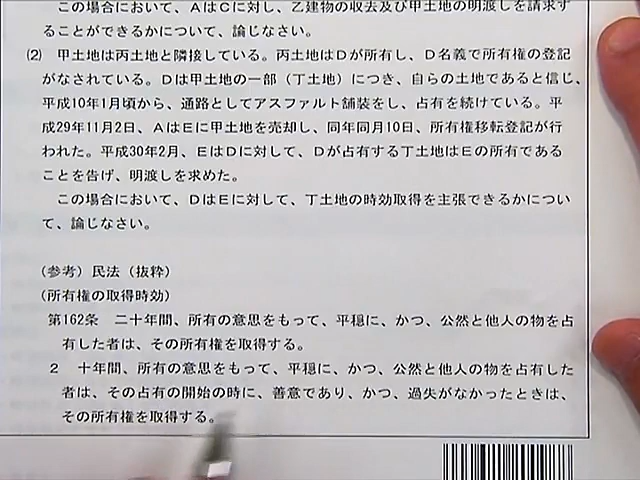 この場合において、AはCに対し、乙建物の収去及び甲土地の明渡しを請求す
ることができるかについて、論じなさい。
(2) 甲土地は丙土地と隣接している。丙土地はDが所有し、D名義で所有権の登記
がなされている。Dは甲土地の一部（丁土地）につき、自らの土地であると信じ、
平成10年1月頃から、通路としてアスファルト舗装をし、占有を続けている。平
成29年11月2日、AはEに甲土地を売却し、同年同月10日、所有権移転登記が行
われた。平成30年2月、EはDに対して、Dが占有する丁土地はEの所有である
ことを告げ、明渡しを求めた。
この場合において、DはEに対して、丁土地の時効取得を主張できるかについ
て、論じなさい。
（参考）民法（抜粋）
（所有権の取得時効）
第162条 二十年間、所有の意思をもって、平穏に、かつ、公然と他人の物を占
有した者は、その所有権を取得する。
2 十年間、所有の意思をもって、平穏に、かつ、公然と他人の物を占有した
者は、その占有の開始の時に、善意であり、かつ、過失がなかったときは、
その所有権を取得する。